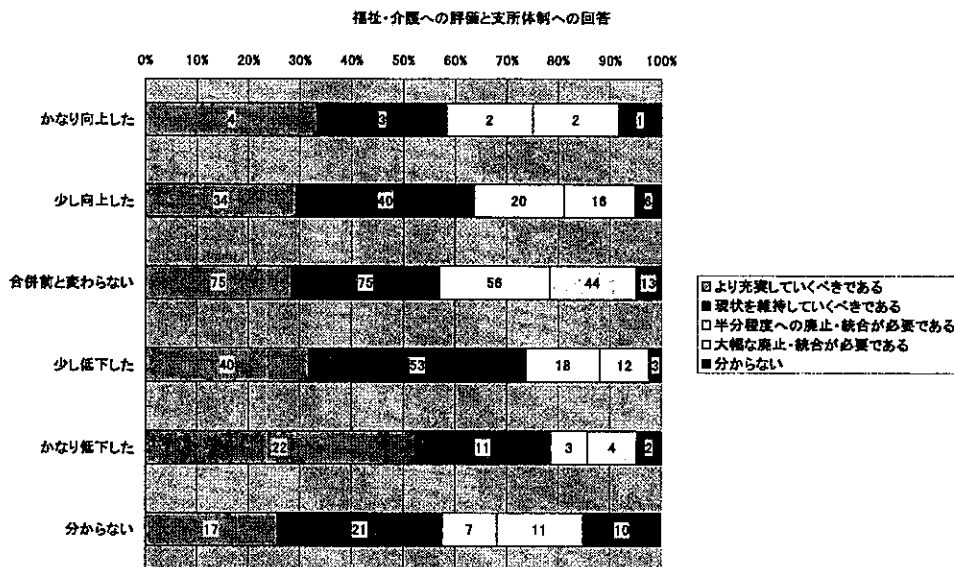 福祉・介護への評価と支所体制への回答
0% 10% 20% 30% 40% 50% 60% 70% 80% 90% 100%
かなり向上した 4 3 2 2 1
少し向上した 34 40 20 16 6
合併前と変わらない 75 75 56 44 13
少し低下した 40 53 18 12 3
かなり低下した 22 11 3 4 2
分からない 17 21 7 11 10
より充実していくべきである
現状を維持していくべきである
半分程度への廃止・統合が必要である
大幅な廃止・統合が必要である
分からない